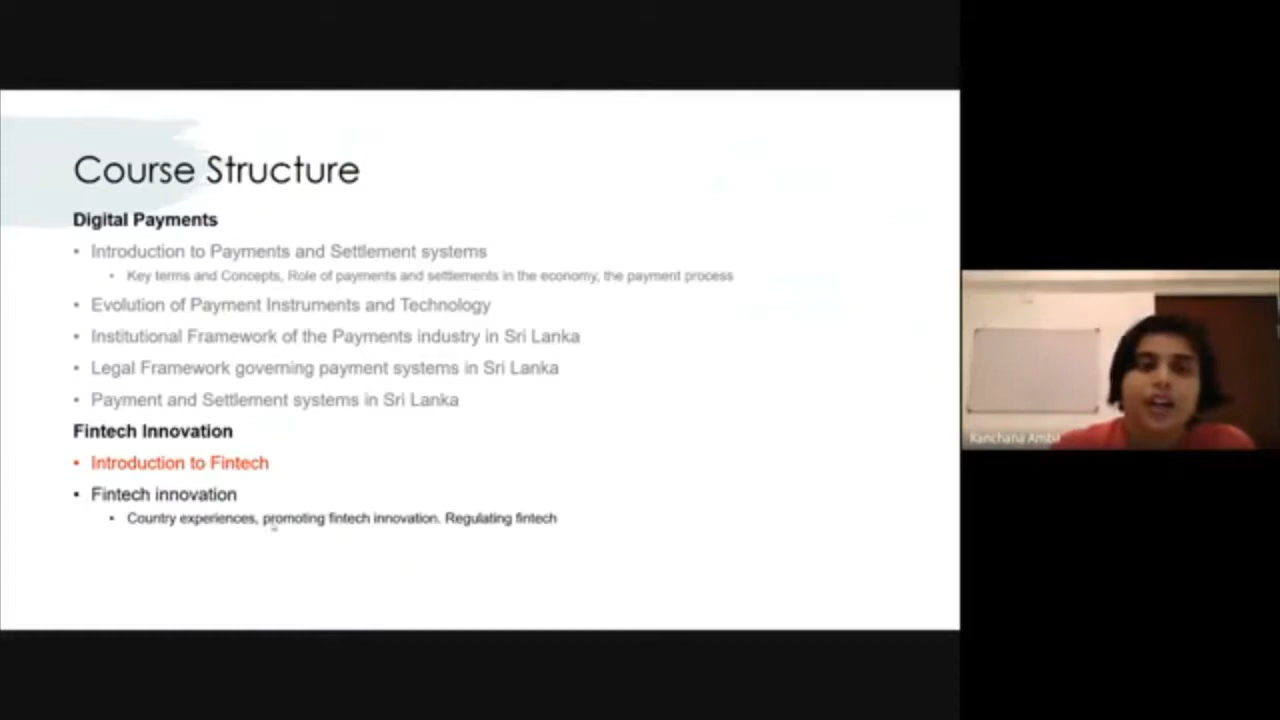 Course Structure
Digital Payments
• Introduction to Payments and Settlement systems
• Key terms and Concepts, Role of payments and settlements in the economy, the payment process
• Evolution of Payment Instruments and Technology
• Institutional Framework of the Payments industry in Sri Lanka
• Legal Framework governing payment systems in Sri Lanka
• Payment and Settlement systems in Sri Lanka
Fintech Innovation
• Introduction to Fintech
• Fintech innovation
• Country experiences, promoting fintech innovation. Regulating fintech
Kanchana Amba